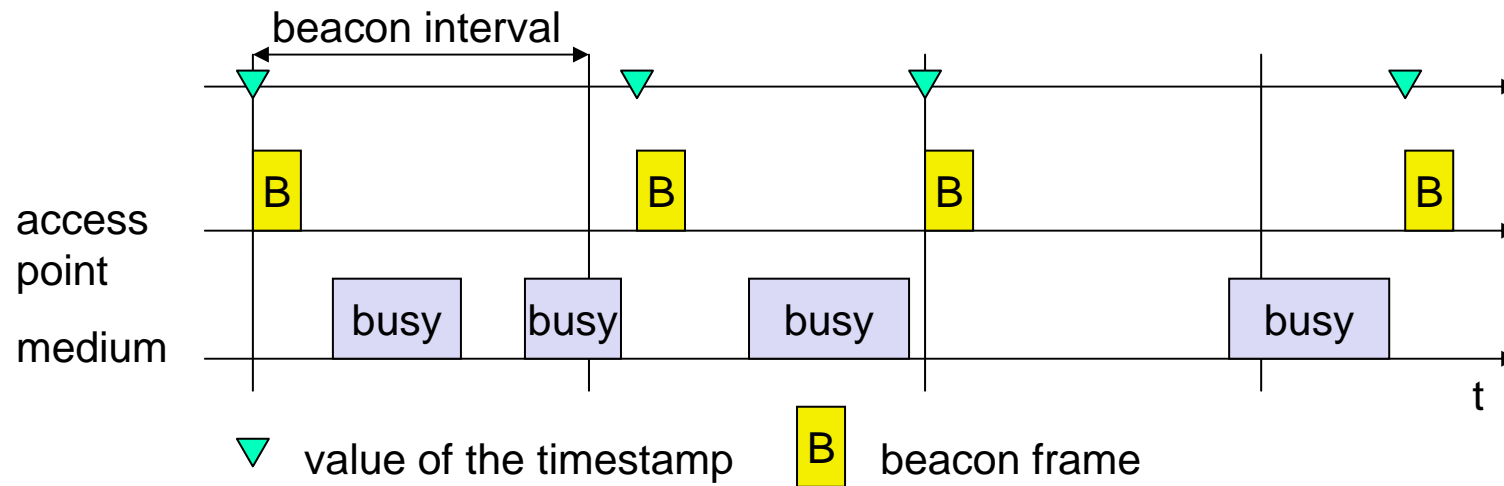 beacon interval
B B B B
access
point
busy busy busy busy
medium
t
value of the timestamp B beacon frame